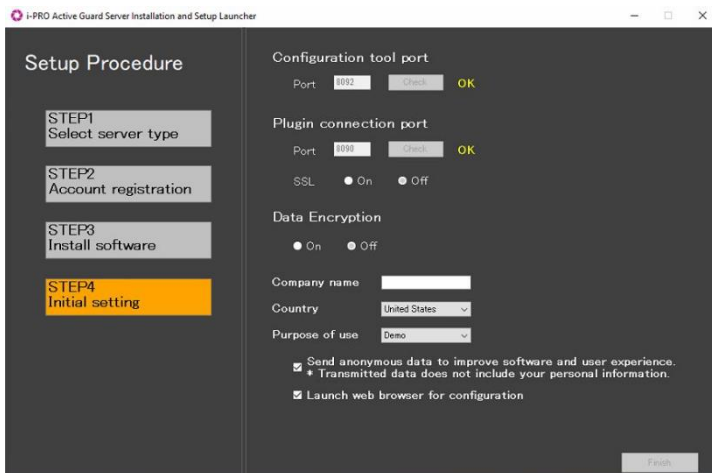 i-PRO Active Guard Server Installation and Setup Launcher
Setup Procedure
STEP1
Select server type
STEP2
Account registration
STEP3
Install software
STEP4
Initial setting
Configuration tool port
Port 8092 Check OK
Plugin connection port
Port 8090 Check OK
SSL On Off
Data Encryption
On Off
Company name
Country United States
Purpose of use Demo
Send anonymous data to improve software and user experience.
* Transmitted data does not include your personal information.
Launch web browser for configuration
Finish